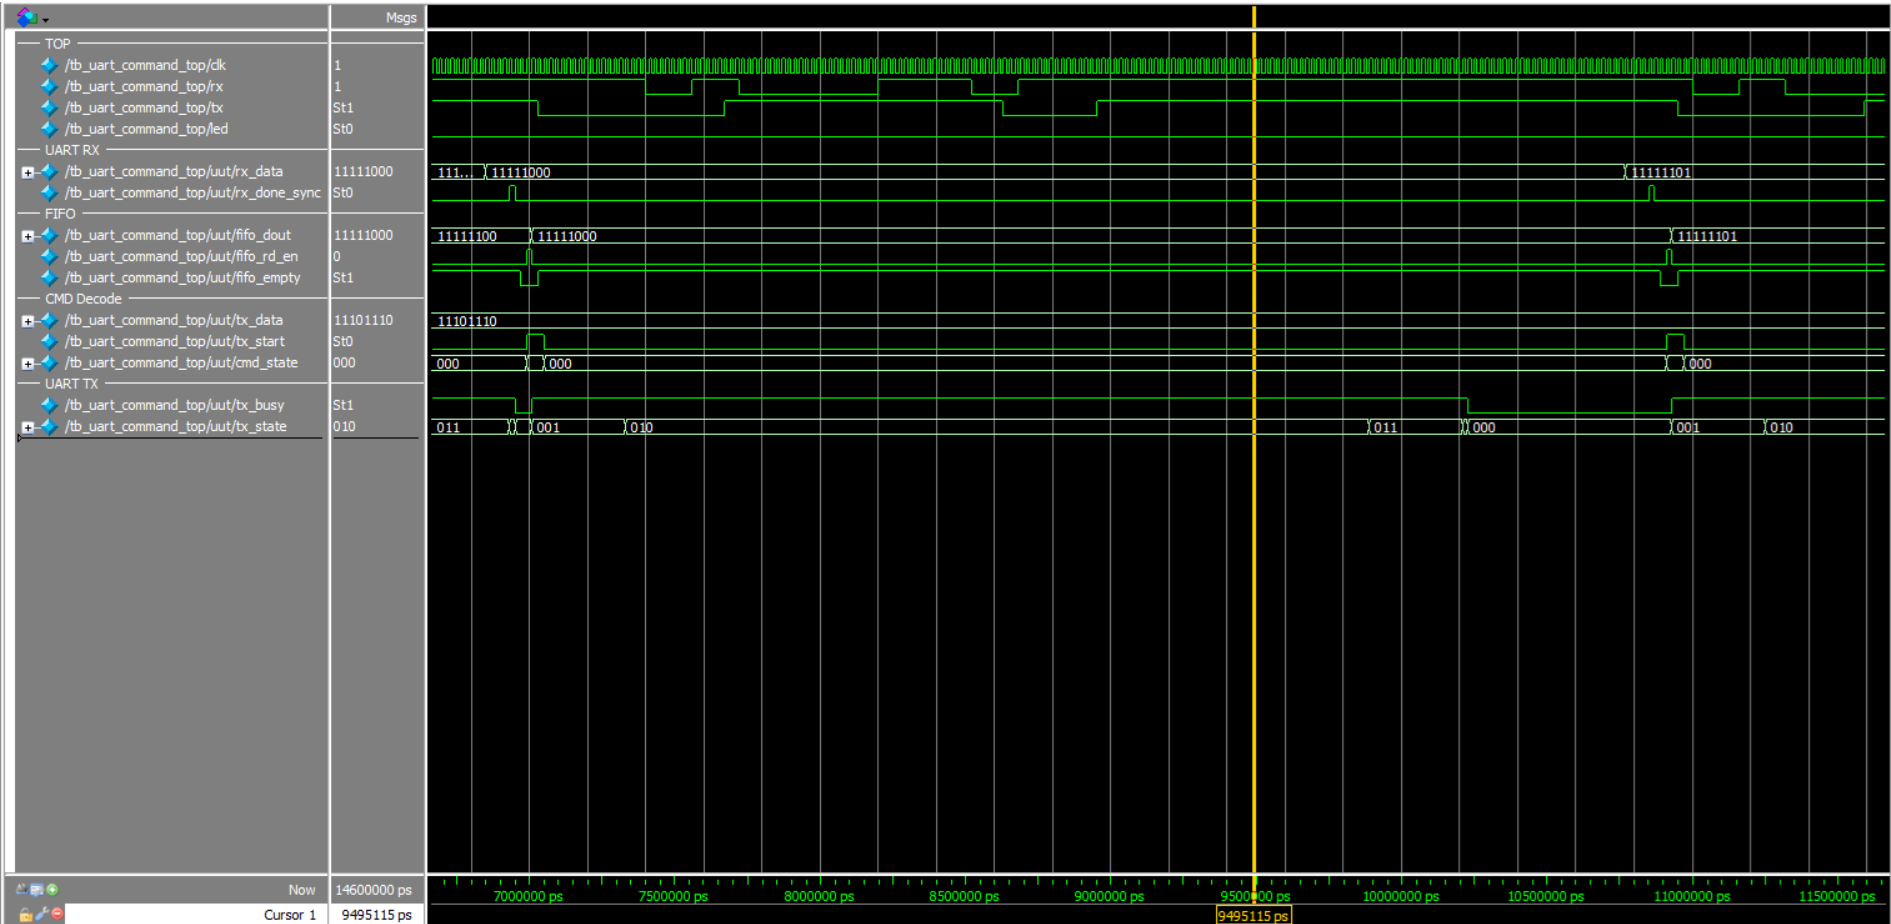 Msgs
TOP
/tb_uart_command_top/clk 1
/tb_uart_command_top/rx 1
/tb_uart_command_top/tx St1
/tb_uart_command_top/led St0
UART RX
/tb_uart_command_top/uut/rx_data 11111000 111... 11111000 11111101
/tb_uart_command_top/uut/rx_done_sync St0
FIFO
/tb_uart_command_top/uut/fifo_dout 11111000 11111100 11111000 11111101
/tb_uart_command_top/uut/fifo_rd_en 0
/tb_uart_command_top/uut/fifo_empty St1
CMD Decode
/tb_uart_command_top/uut/tx_data 11101110 11101110
/tb_uart_command_top/uut/tx_start St0
/tb_uart_command_top/uut/cmd_state 000 000 000 000
UART TX
/tb_uart_command_top/uut/tx_busy St1
/tb_uart_command_top/uut/tx_state 010 011 001 010 011 000 001 010
Now 14600000 ps 7000000 ps 7500000 ps 8000000 ps 8500000 ps 9000000 ps 9500000 ps 10000000 ps 10500000 ps 11000000 ps 11500000 ps
Cursor 1 9495115 ps 9495115 ps